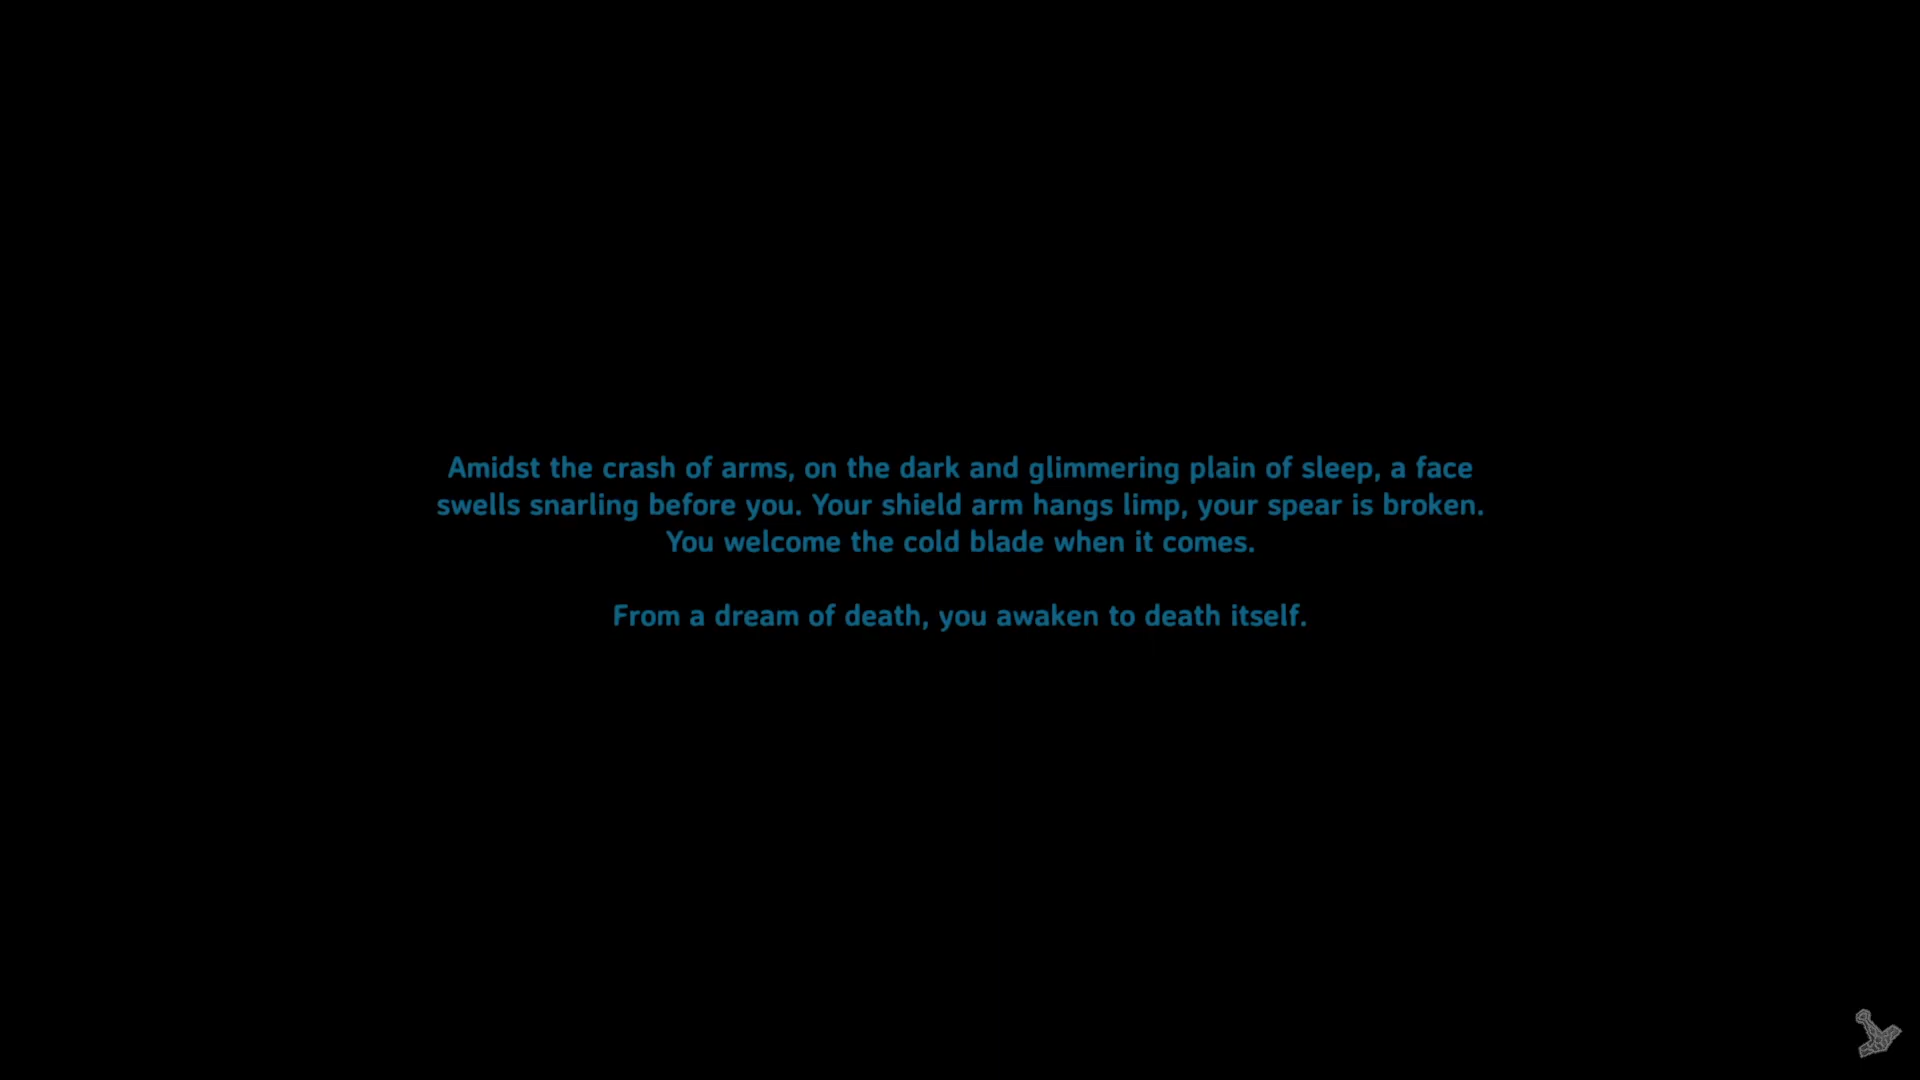 Amidst the crash of arms, on the dark and glimmering plain of sleep, a face
swells snarling before you. Your shield arm hangs limp, your spear is broken.
You welcome the cold blade when it comes.
From a dream of death, you awaken to death itself.